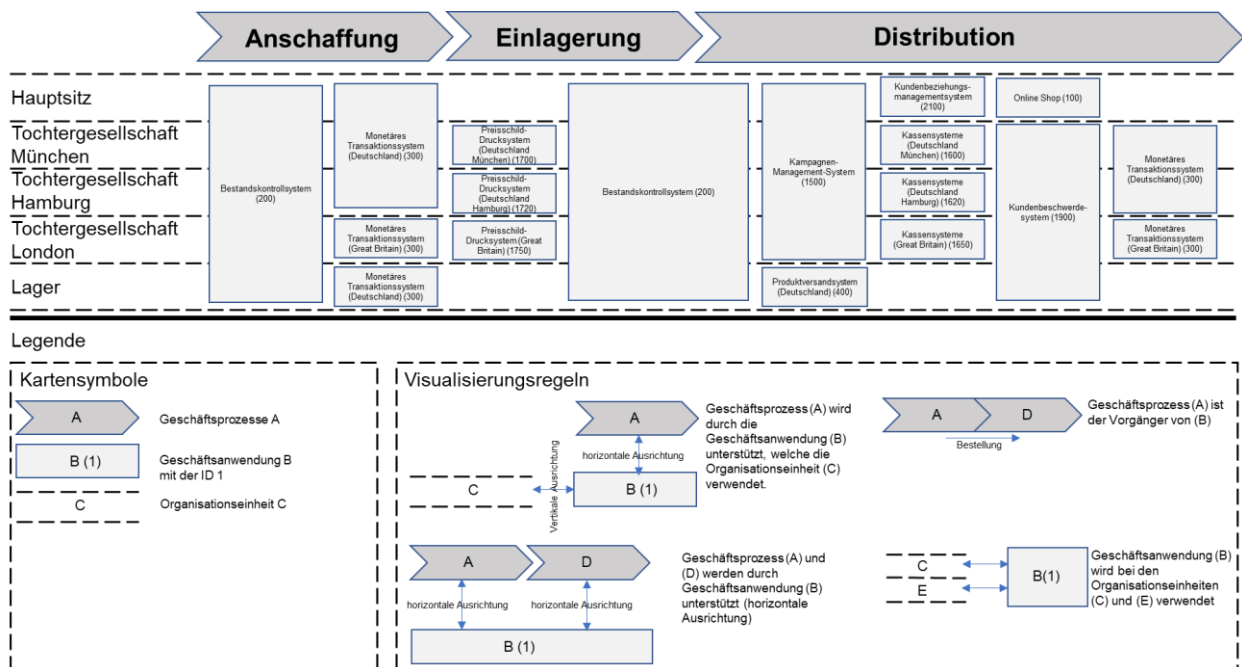 Anschaffung
Einlagerung
Distribution
Hauptsitz
Tochtergesellschaft
München
Tochtergesellschaft
Hamburg
Tochtergesellschaft
London
Lager
Bestandskontrollsystem
(200)
Monetäres
Transaktionssystem
(Deutschland) (300)
Monetäres
Transaktionssystem
(Great Britain) (300)
Monetäres
Transaktionssystem
(Deutschland) (300)
Preisschild-
Drucksystem
(Deutschland
München) (1700)
Preisschild-
Drucksystem
(Deutschland
Hamburg) (1720)
Preisschild-
Drucksystem (Great
Britain) (1750)
Bestandskontrollsystem (200)
Kampagnen-
Management-System
(1500)
Produktversandsystem
(Deutschland) (400)
Kundenbeziehungs-
managementsystem
(2100)
Kassensysteme
(Deutschland
München) (1600)
Kassensysteme
(Deutschland
Hamburg) (1620)
Kassensysteme
(Great Britain) (1650)
Online Shop (100)
Kundenbeschwerde-
system (1900)
Monetäres
Transaktionssystem
(Deutschland) (300)
Monetäres
Transaktionssystem
(Great Britain) (300)
Legende
Kartensymbole
A
Geschäftsprozesse A
B (1)
Geschäftsanwendung B
mit der ID 1
C
Organisationseinheit C
Visualisierungsregeln
A
horizontale Ausrichtung
C
Vertikale Ausrichtung
B (1)
Geschäftsprozess (A) wird
durch die
Geschäftsanwendung (B)
unterstützt, welche die
Organisationseinheit (C)
verwendet.
A
D
Bestellung
Geschäftsprozess (A) ist
der Vorgänger von (B)
A
D
horizontale Ausrichtung
horizontale Ausrichtung
B (1)
Geschäftsprozess (A) und
(D) werden durch
Geschäftsanwendung (B)
unterstützt (horizontale
Ausrichtung)
C
E
B(1)
Geschäftsanwendung (B)
wird bei den
Organisationseinheiten
(C) und (E) verwendet